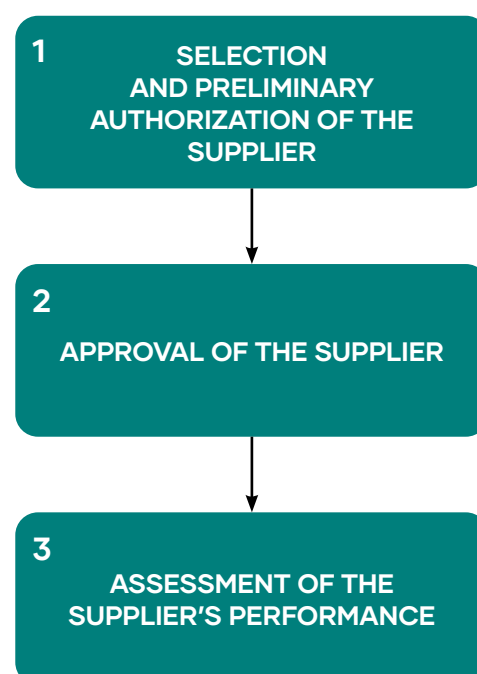 1
SELECTION
AND PRELIMINARY
AUTHORIZATION OF THE
SUPPLIER
2
APPROVAL OF THE SUPPLIER
3
ASSESSMENT OF THE
SUPPLIER’S PERFORMANCE